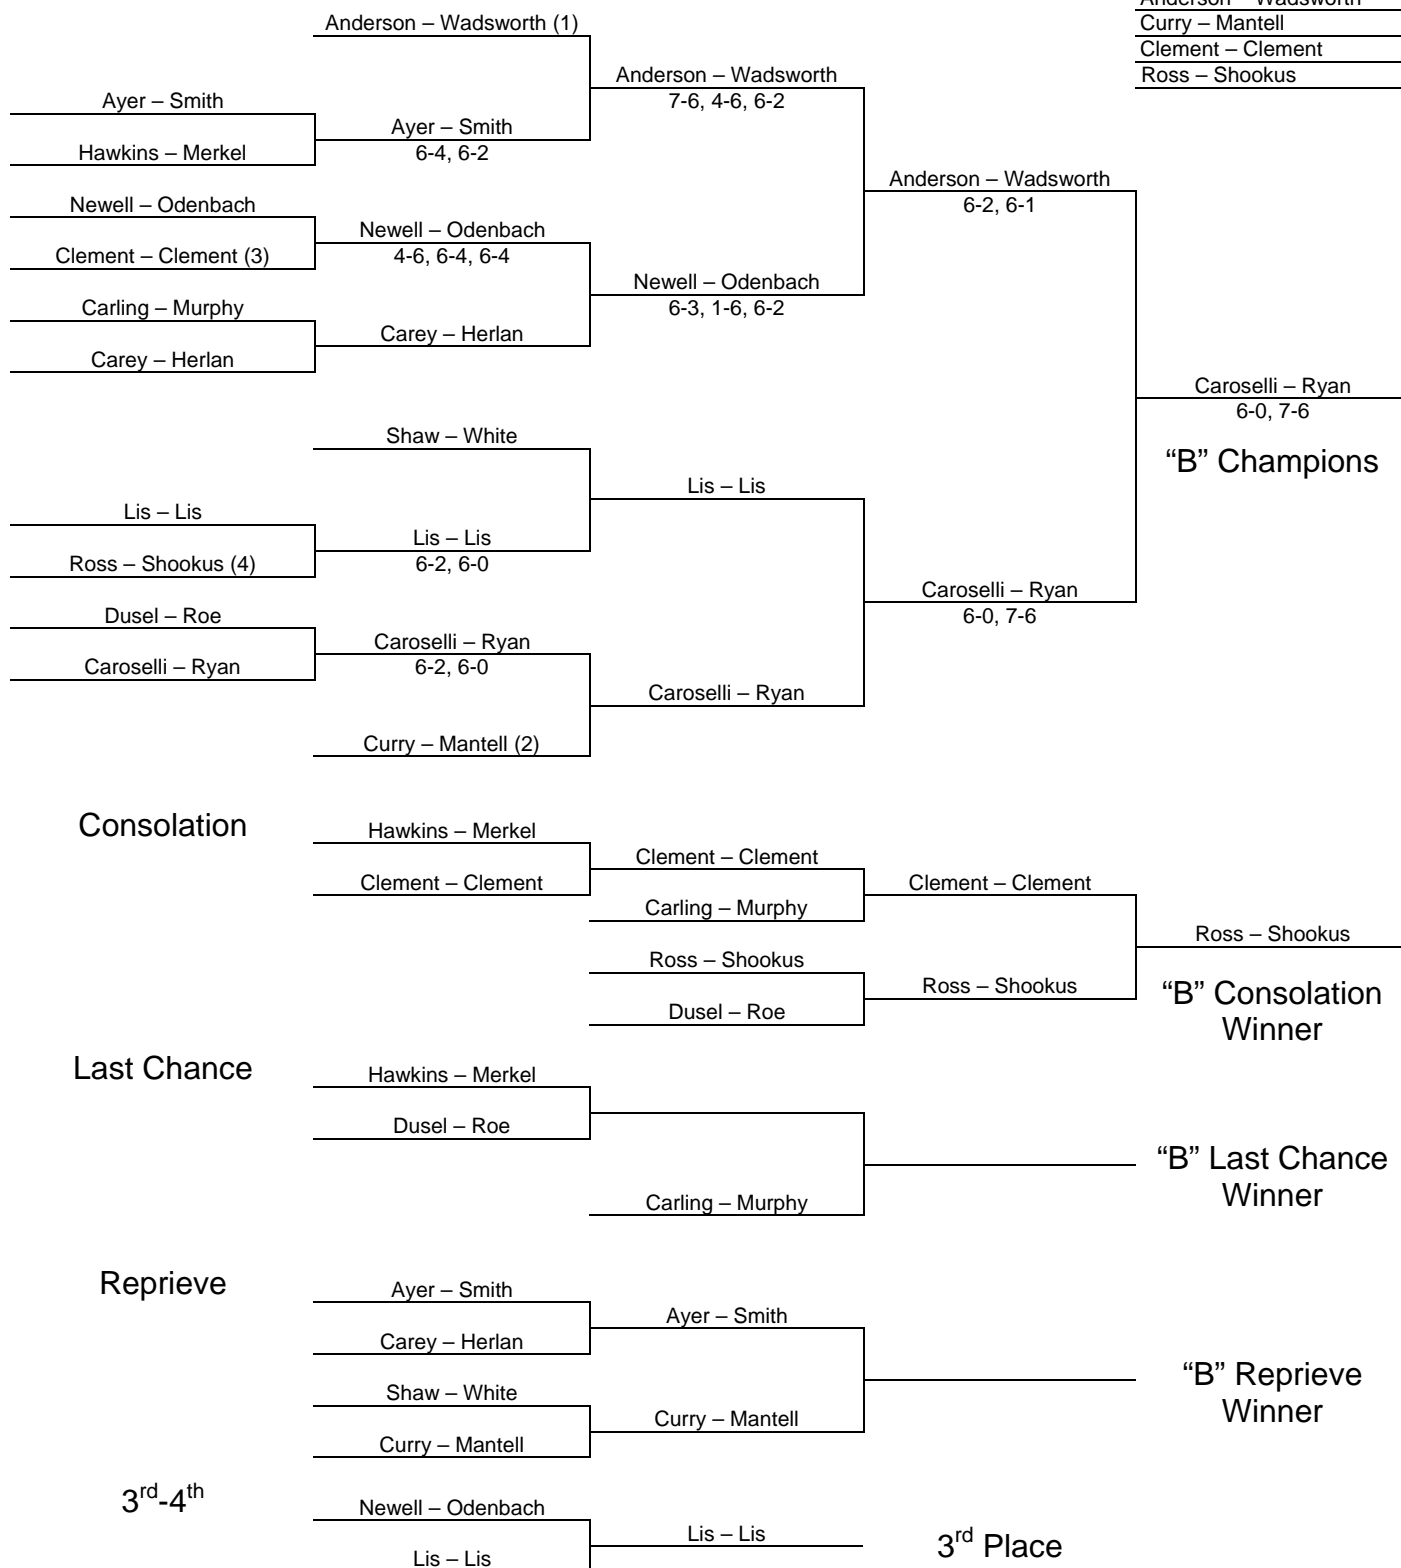 Anderson – Wadsworth
Curry – Mantell
Clement – Clement
Ross – Shookus
Anderson – Wadsworth (1)
Anderson – Wadsworth
7-6, 4-6, 6-2
Ayer – Smith
Hawkins – Merkel
Ayer – Smith
6-4, 6-2
Anderson – Wadsworth
6-2, 6-1
Newell – Odenbach
Clement – Clement (3)
Newell – Odenbach
4-6, 6-4, 6-4
Newell – Odenbach
6-3, 1-6, 6-2
Carling – Murphy
Carey – Herlan
Carey – Herlan
Caroselli – Ryan
6-0, 7-6
“B” Champions
Shaw – White
Lis – Lis
Lis – Lis
Ross – Shookus (4)
Lis – Lis
6-2, 6-0
Caroselli – Ryan
6-0, 7-6
Dusel – Roe
Caroselli – Ryan
Caroselli – Ryan
6-2, 6-0
Caroselli – Ryan
Curry – Mantell (2)
Consolation
Hawkins – Merkel
Clement – Clement
Clement – Clement
Carling – Murphy
Clement – Clement
Ross – Shookus
Dusel – Roe
Ross – Shookus
Ross – Shookus
“B” Consolation
Winner
Last Chance
Hawkins – Merkel
Dusel – Roe
Carling – Murphy
“B” Last Chance
Winner
Reprieve
Ayer – Smith
Carey – Herlan
Ayer – Smith
Shaw – White
Curry – Mantell
Curry – Mantell
“B” Reprieve
Winner
3rd-4th
Newell – Odenbach
Lis – Lis
Lis – Lis
3rd Place